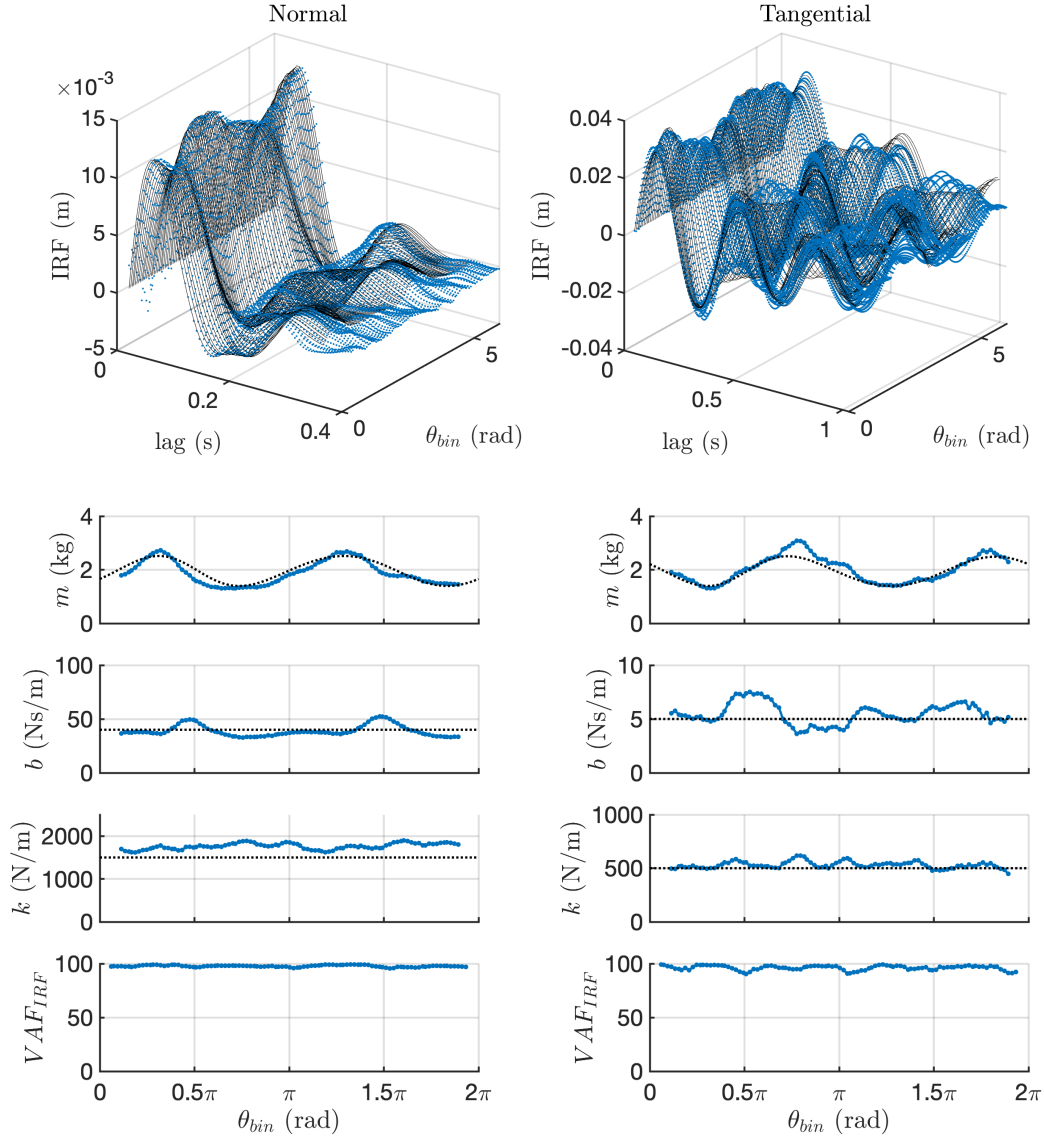 Normal
×10⁻³
15
10
5
0
-5
IRF (m)
0
0.2
0.4
lag (s)
0
5
θ_bin (rad)
Tangential
0.04
0.02
0
-0.02
-0.04
IRF (m)
0
0.5
1
lag (s)
0
5
θ_bin (rad)
4
2
0
m (kg)
4
2
0
m (kg)
100
50
0
b (Ns/m)
10
5
0
b (Ns/m)
2000
1000
0
k (N/m)
1000
500
0
k (N/m)
100
50
0
VAF_IRF
0 0.5π π 1.5π 2π
θ_bin (rad)
100
50
0
VAF_IRF
0 0.5π π 1.5π 2π
θ_bin (rad)